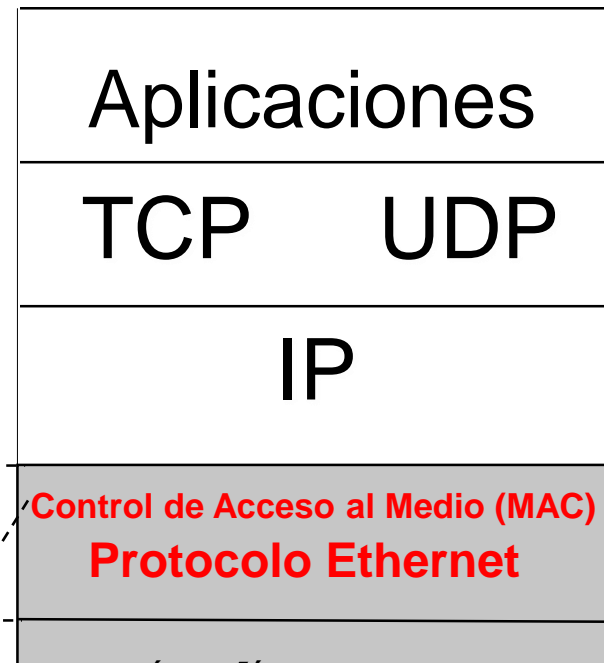 Aplicaciones
TCP UDP
IP
Control de Acceso al Medio (MAC)
Protocolo Ethernet